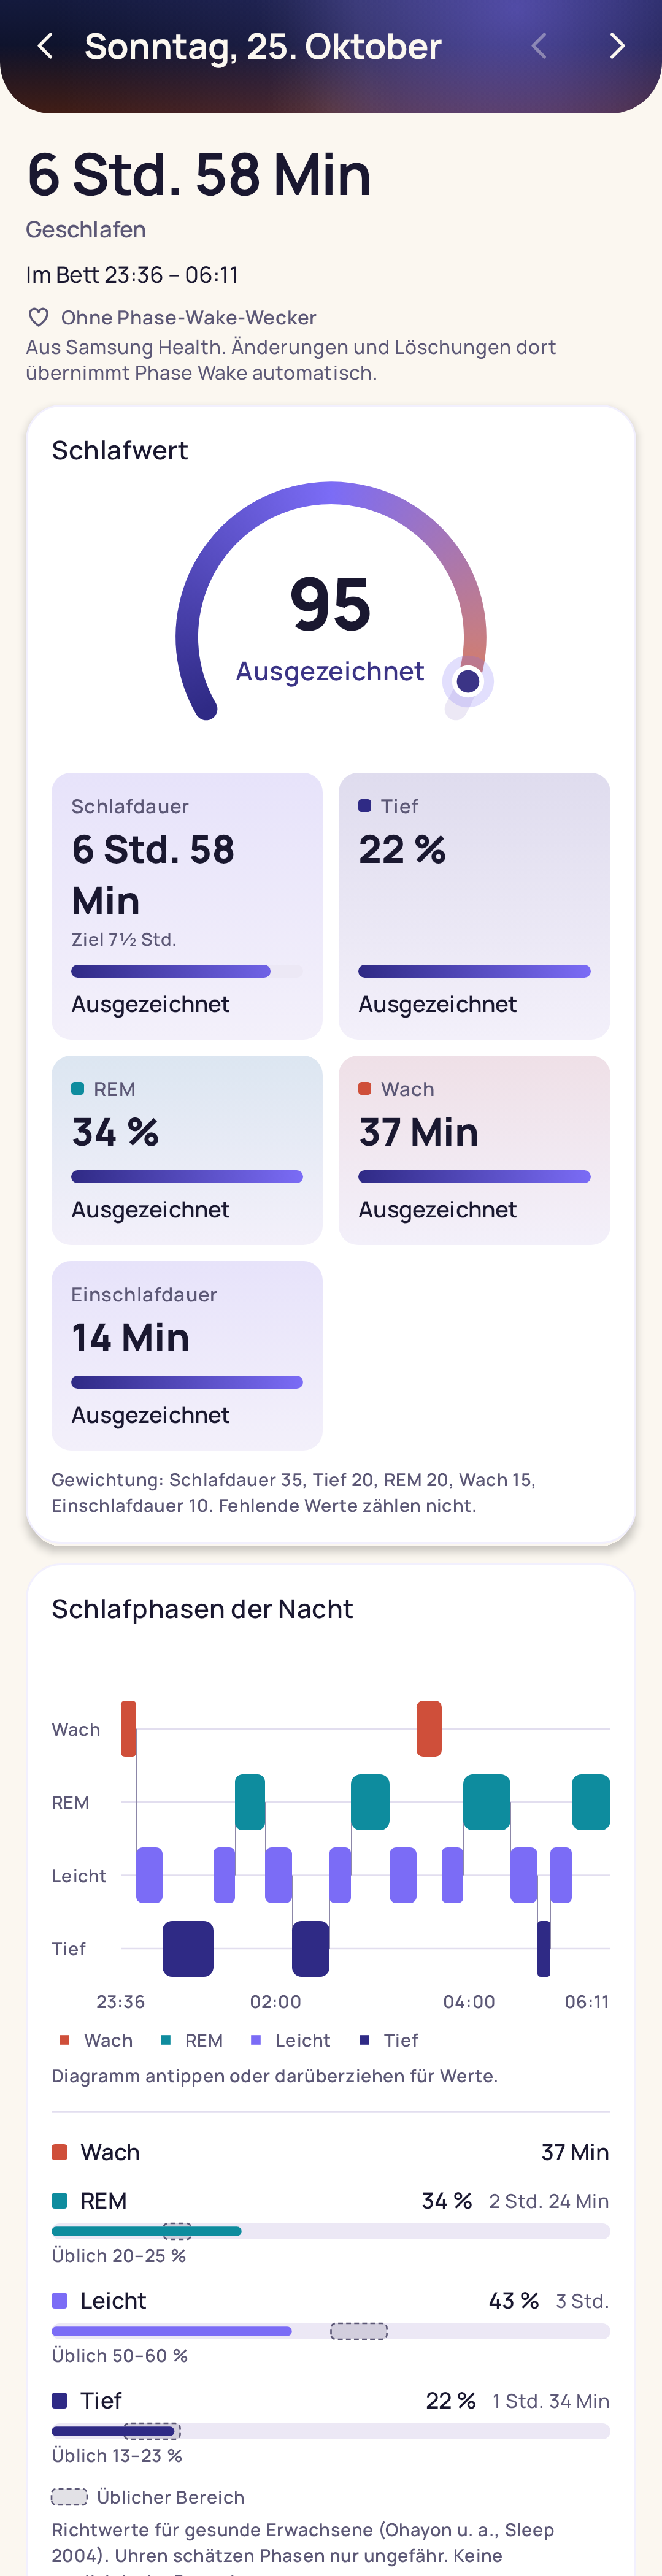 Sonntag, 25. Oktober
6 Std. 58 Min
Geschlafen
Im Bett 23:36 – 06:11
Ohne Phase-Wake-Wecker
Aus Samsung Health. Änderungen und Löschungen dort
übernimmt Phase Wake automatisch.
Schlafwert
95
Ausgezeichnet
Schlafdauer
6 Std. 58
Min
Ziel 7½ Std.
Ausgezeichnet
Tief
22 %
Ausgezeichnet
REM
34 %
Ausgezeichnet
Wach
37 Min
Ausgezeichnet
Einschlafdauer
14 Min
Ausgezeichnet
Gewichtung: Schlafdauer 35, Tief 20, REM 20, Wach 15,
Einschlafdauer 10. Fehlende Werte zählen nicht.
Schlafphasen der Nacht
Wach
REM
Leicht
Tief
23:36 02:00 04:00 06:11
Wach REM Leicht Tief
Diagramm antippen oder darüberziehen für Werte.
Wach 37 Min
REM 34 % 2 Std. 24 Min
Üblich 20–25 %
Leicht 43 % 3 Std.
Üblich 50–60 %
Tief 22 % 1 Std. 34 Min
Üblich 13–23 %
Üblicher Bereich
Richtwerte für gesunde Erwachsene (Ohayon u. a., Sleep
2004). Uhren schätzen Phasen nur ungefähr. Keine